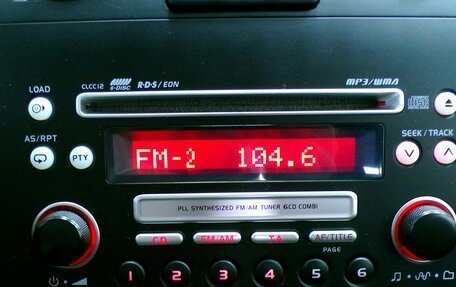 LOAD
CLCC12 6-DISC R·D·S/EON MP3/WMA
AS/RPT
PTY
SEEK / TRACK
FM-2 104.6
PLL SYNTHESIZED FM/AM TUNER 6CD COMBI
CD FM/AM TA AF/TITLE
PAGE
1 2 3 4 5 6